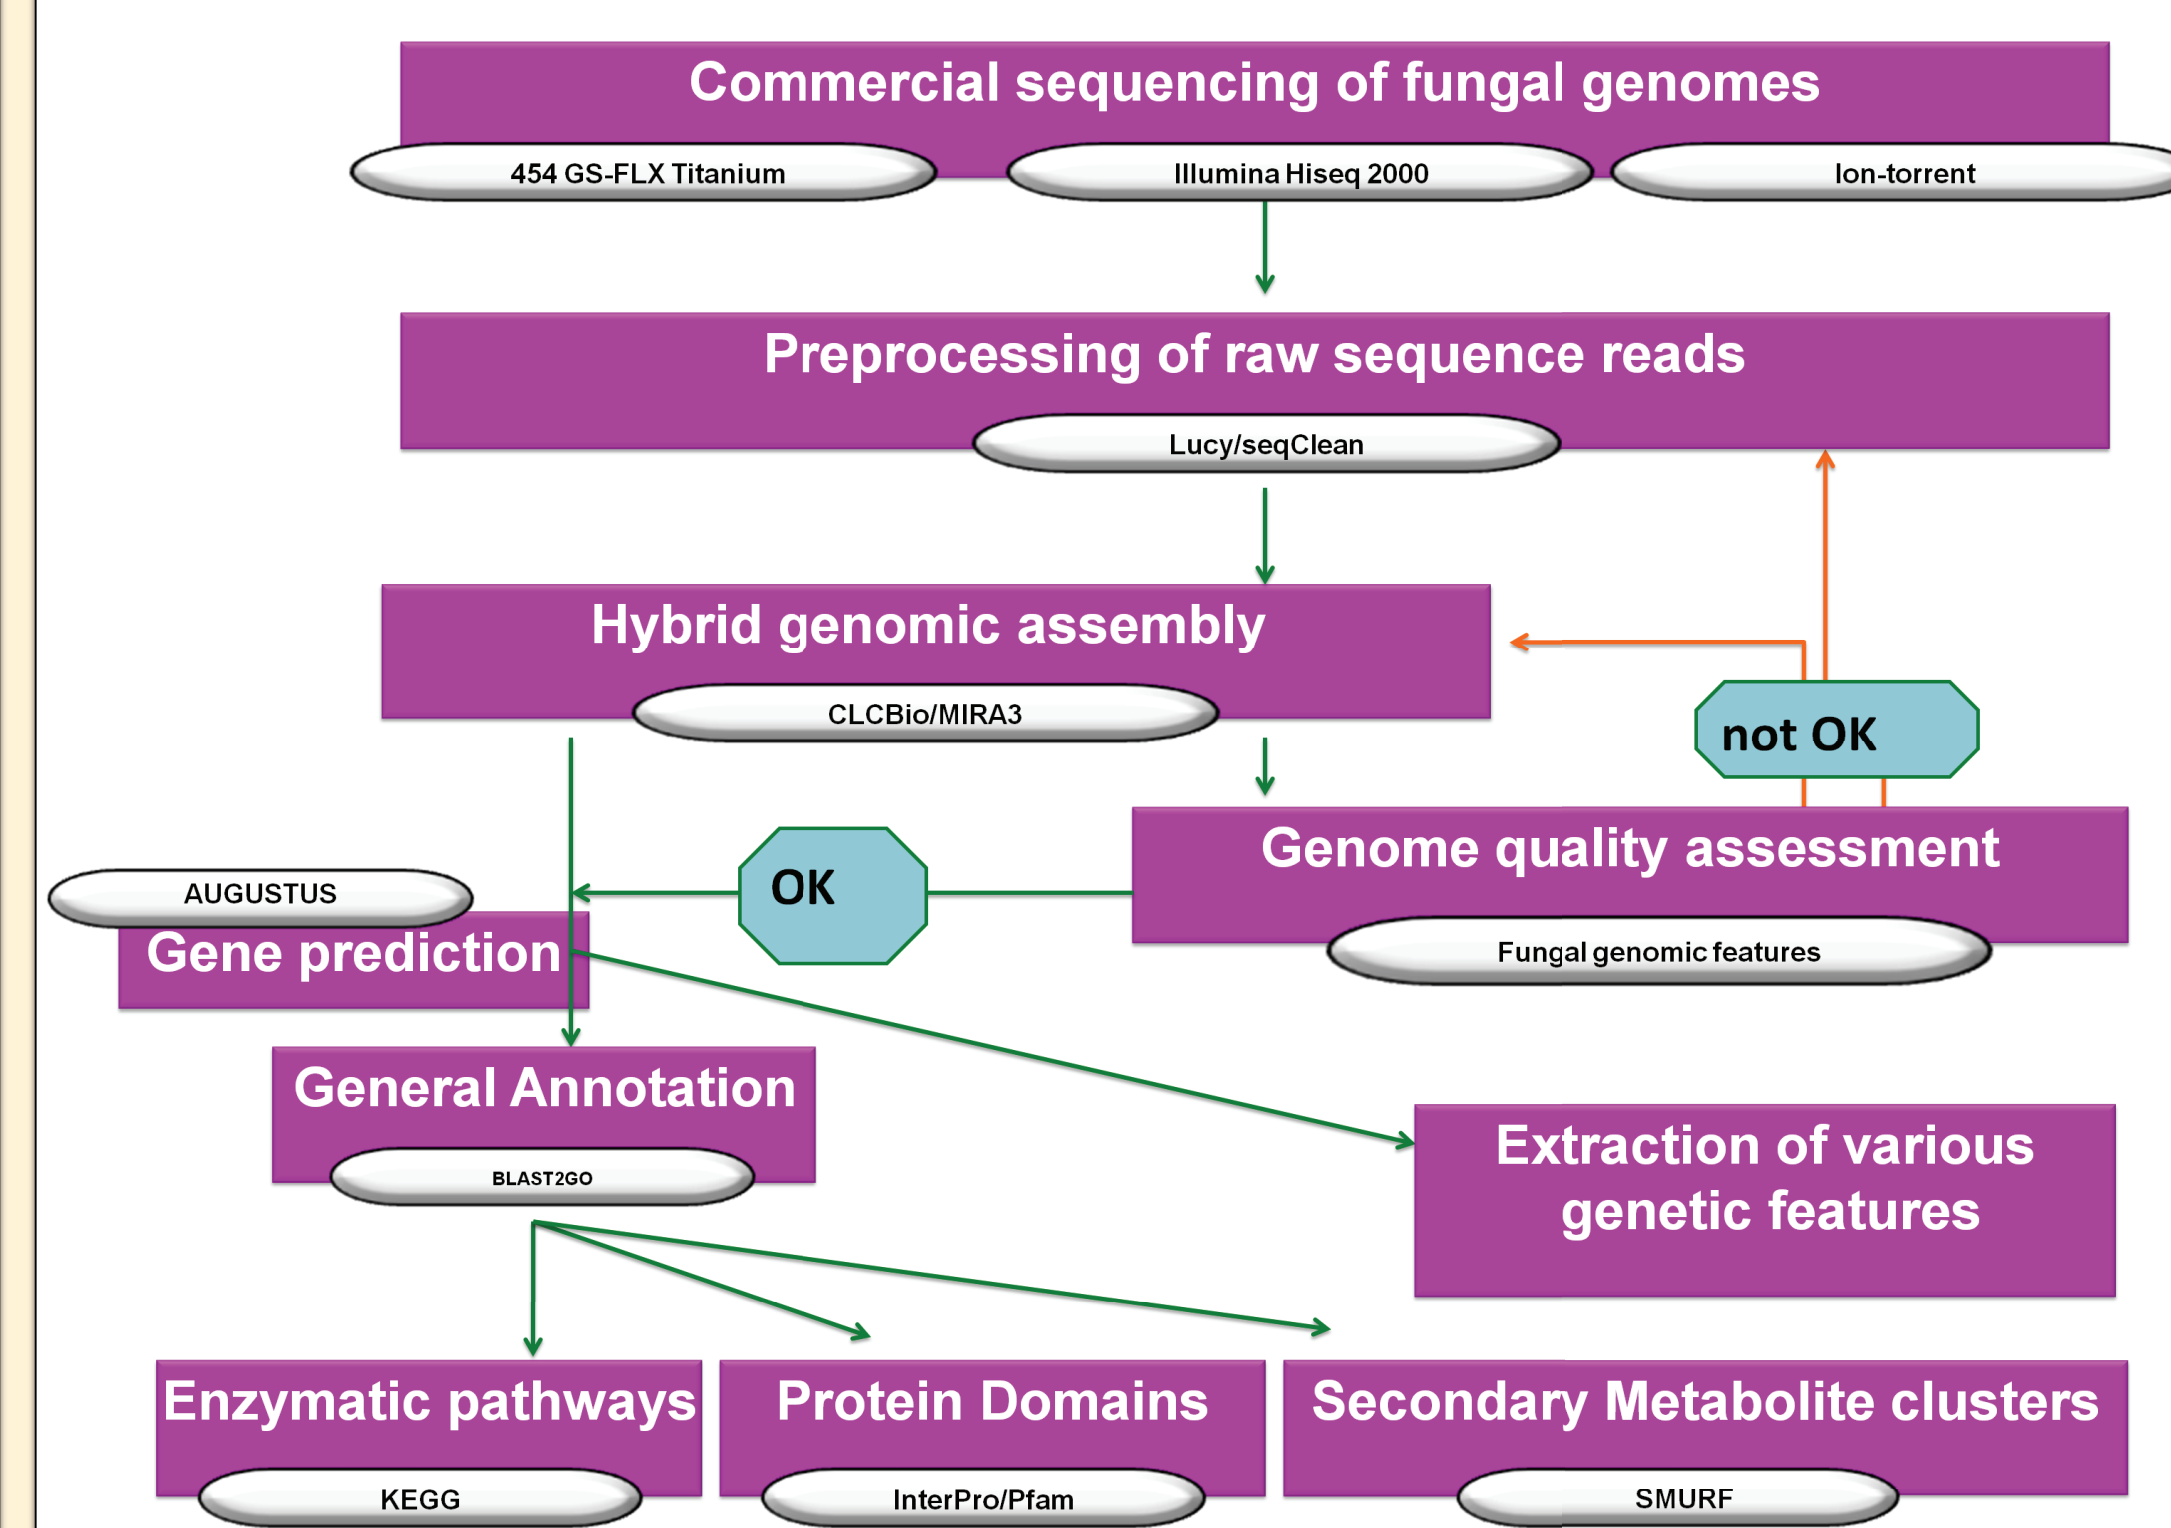 Commercial sequencing of fungal genomes
454 GS-FLX Titanium
Illumina Hiseq 2000
Ion-torrent
Preprocessing of raw sequence reads
Lucy/seqClean
Hybrid genomic assembly
CLCBio/MIRA3
not OK
Genome quality assessment
OK
AUGUSTUS
Gene prediction
Fungal genomic features
General Annotation
BLAST2GO
Extraction of various
genetic features
Enzymatic pathways
Protein Domains
Secondary Metabolite clusters
KEGG
InterPro/Pfam
SMURF